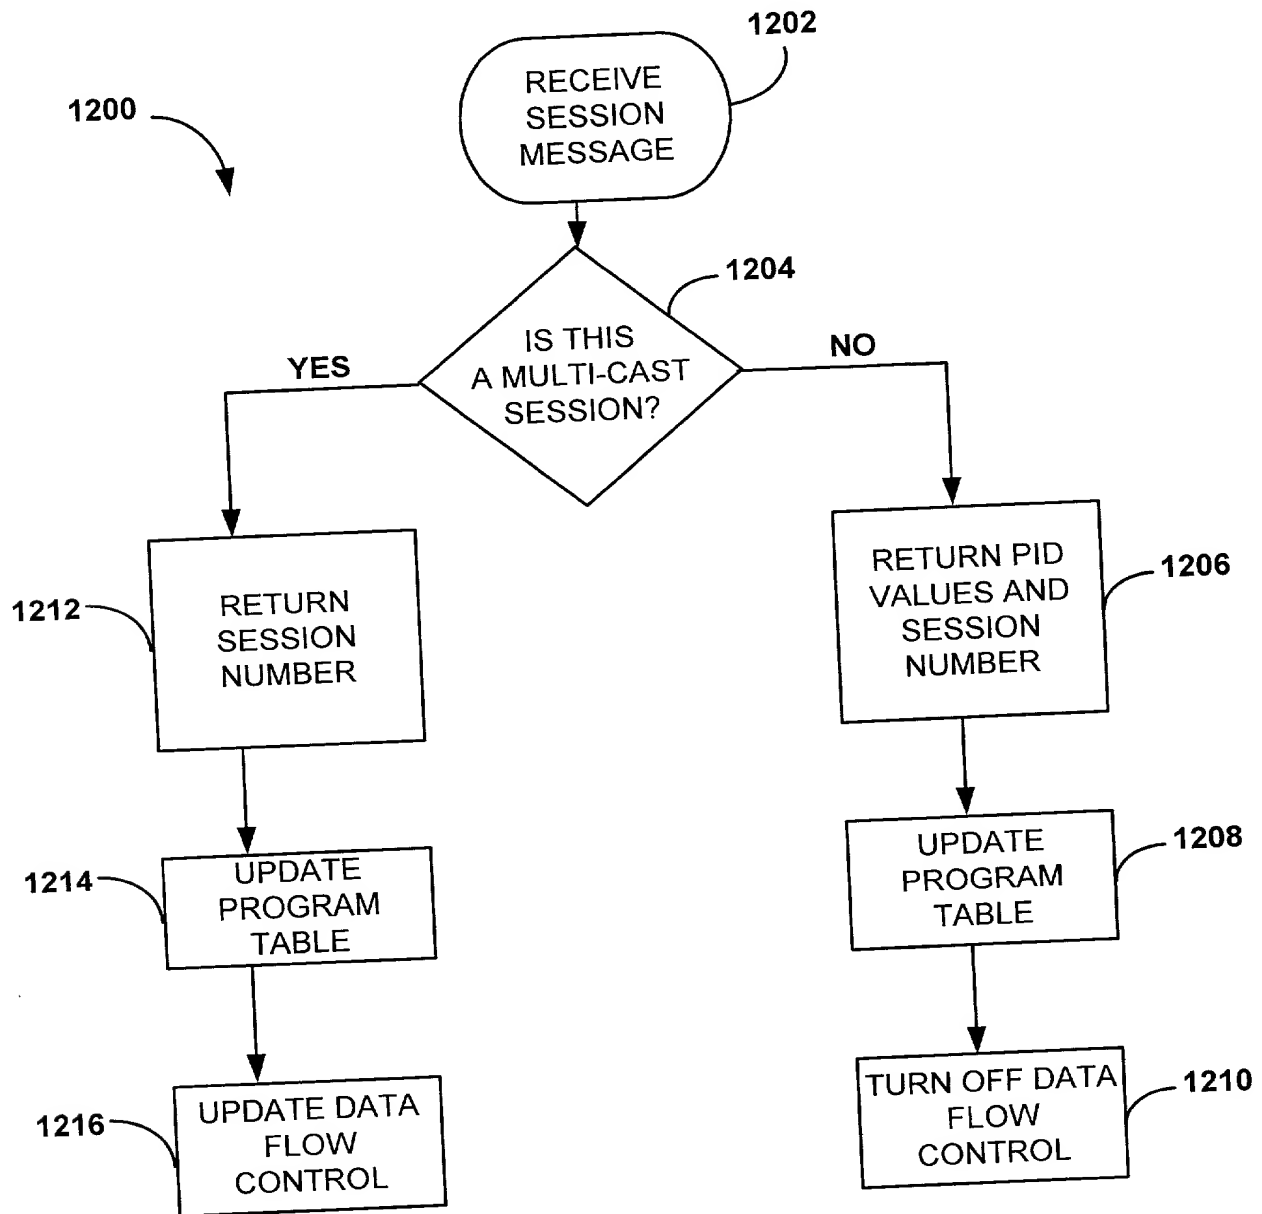 1202
RECEIVE
SESSION
MESSAGE
1200
1204
IS THIS
A MULTI-CAST
SESSION?
YES
NO
1212
RETURN
SESSION
NUMBER
RETURN PID
VALUES AND
SESSION
NUMBER
1206
1214
UPDATE
PROGRAM
TABLE
UPDATE
PROGRAM
TABLE
1208
1216
UPDATE DATA
FLOW
CONTROL
TURN OFF DATA
FLOW
CONTROL
1210